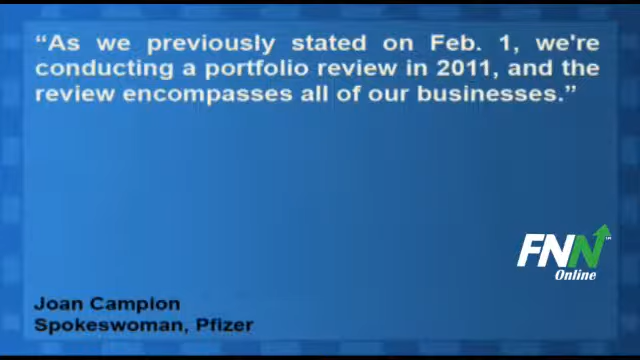 “As we previously stated on Feb. 1, we're
conducting a portfolio review in 2011, and the
review encompasses all of our businesses.”
FNN
Online
Joan Campion
Spokeswoman, Pfizer